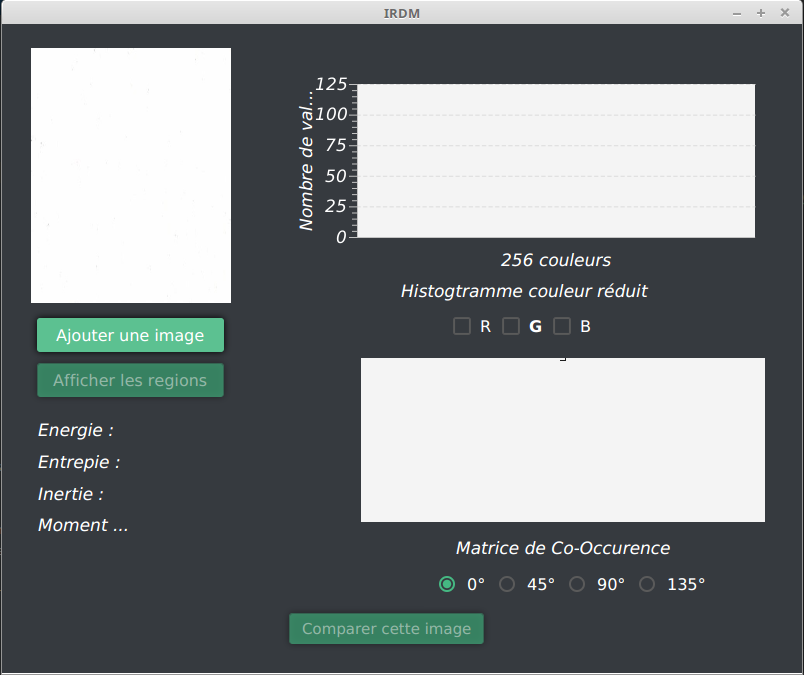 IRDM
125
100
75
50
25
0
Nombre de val...
256 couleurs
Histogtramme couleur réduit
R G B
Ajouter une image
Afficher les regions
Energie :
Entrepie :
Inertie :
Moment ...
Matrice de Co-Occurence
0° 45° 90° 135°
Comparer cette image